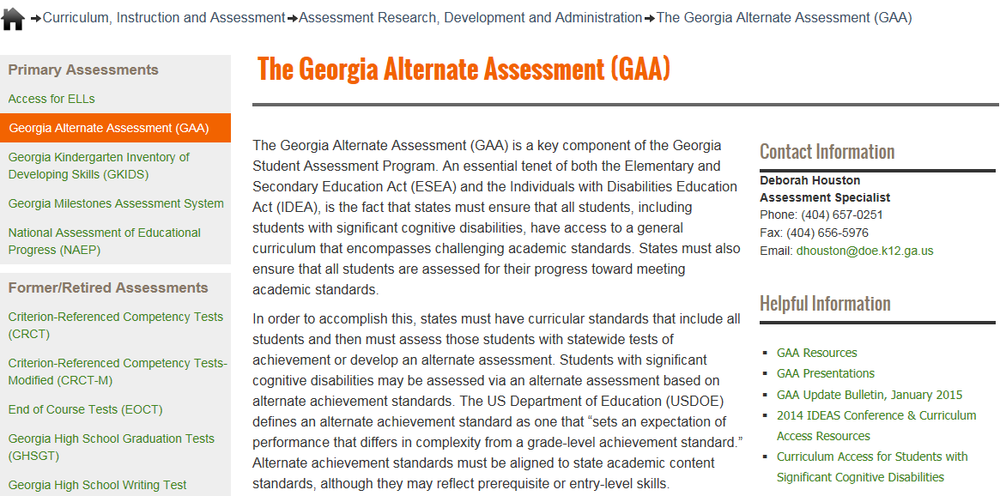 Curriculum, Instruction and Assessment→Assessment Research, Development and Administration→The Georgia Alternate Assessment (GAA)
Primary Assessments
Access for ELLs
Georgia Alternate Assessment (GAA)
Georgia Kindergarten Inventory of
Developing Skills (GKIDS)
Georgia Milestones Assessment System
National Assessment of Educational
Progress (NAEP)
Former/Retired Assessments
Criterion-Referenced Competency Tests
(CRCT)
Criterion-Referenced Competency Tests-
Modified (CRCT-M)
End of Course Tests (EOCT)
Georgia High School Graduation Tests
(GHSGT)
Georgia High School Writing Test
The Georgia Alternate Assessment (GAA)
The Georgia Alternate Assessment (GAA) is a key component of the Georgia
Student Assessment Program. An essential tenet of both the Elementary and
Secondary Education Act (ESEA) and the Individuals with Disabilities Education
Act (IDEA), is the fact that states must ensure that all students, including
students with significant cognitive disabilities, have access to a general
curriculum that encompasses challenging academic standards. States must also
ensure that all students are assessed for their progress toward meeting
academic standards.
In order to accomplish this, states must have curricular standards that include all
students and then must assess those students with statewide tests of
achievement or develop an alternate assessment. Students with significant
cognitive disabilities may be assessed via an alternate assessment based on
alternate achievement standards. The US Department of Education (USDOE)
defines an alternate achievement standard as one that “sets an expectation of
performance that differs in complexity from a grade-level achievement standard.”
Alternate achievement standards must be aligned to state academic content
standards, although they may reflect prerequisite or entry-level skills.
Contact Information
Deborah Houston
Assessment Specialist
Phone: (404) 657-0251
Fax: (404) 656-5976
Email: dhouston@doe.k12.ga.us
Helpful Information
GAA Resources
GAA Presentations
GAA Update Bulletin, January 2015
2014 IDEAS Conference & Curriculum
Access Resources
Curriculum Access for Students with
Significant Cognitive Disabilities